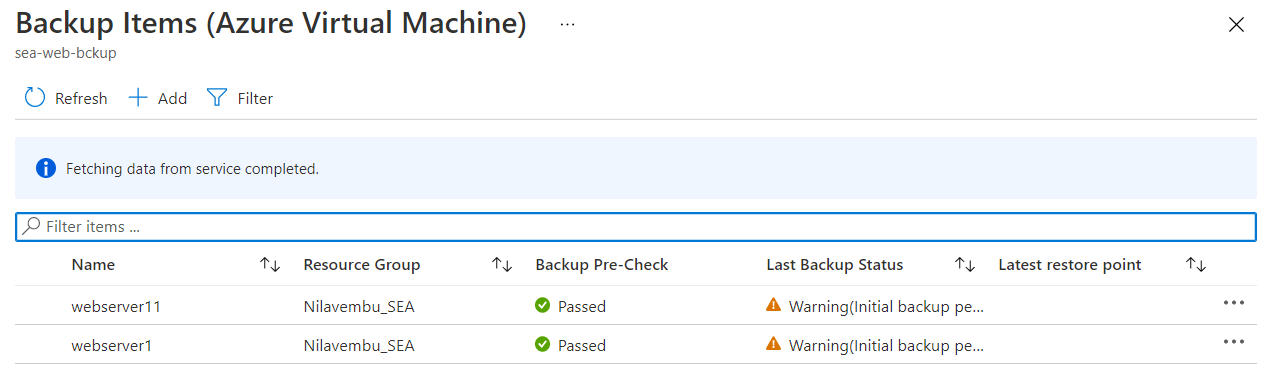 Backup Items (Azure Virtual Machine) ...
sea-web-bckup
Refresh Add Filter
Fetching data from service completed.
Filter items ...
Name Resource Group Backup Pre-Check Last Backup Status Latest restore point
webserver11 Nilavembu_SEA Passed Warning(Initial backup pe... ...
webserver1 Nilavembu_SEA Passed Warning(Initial backup pe... ...